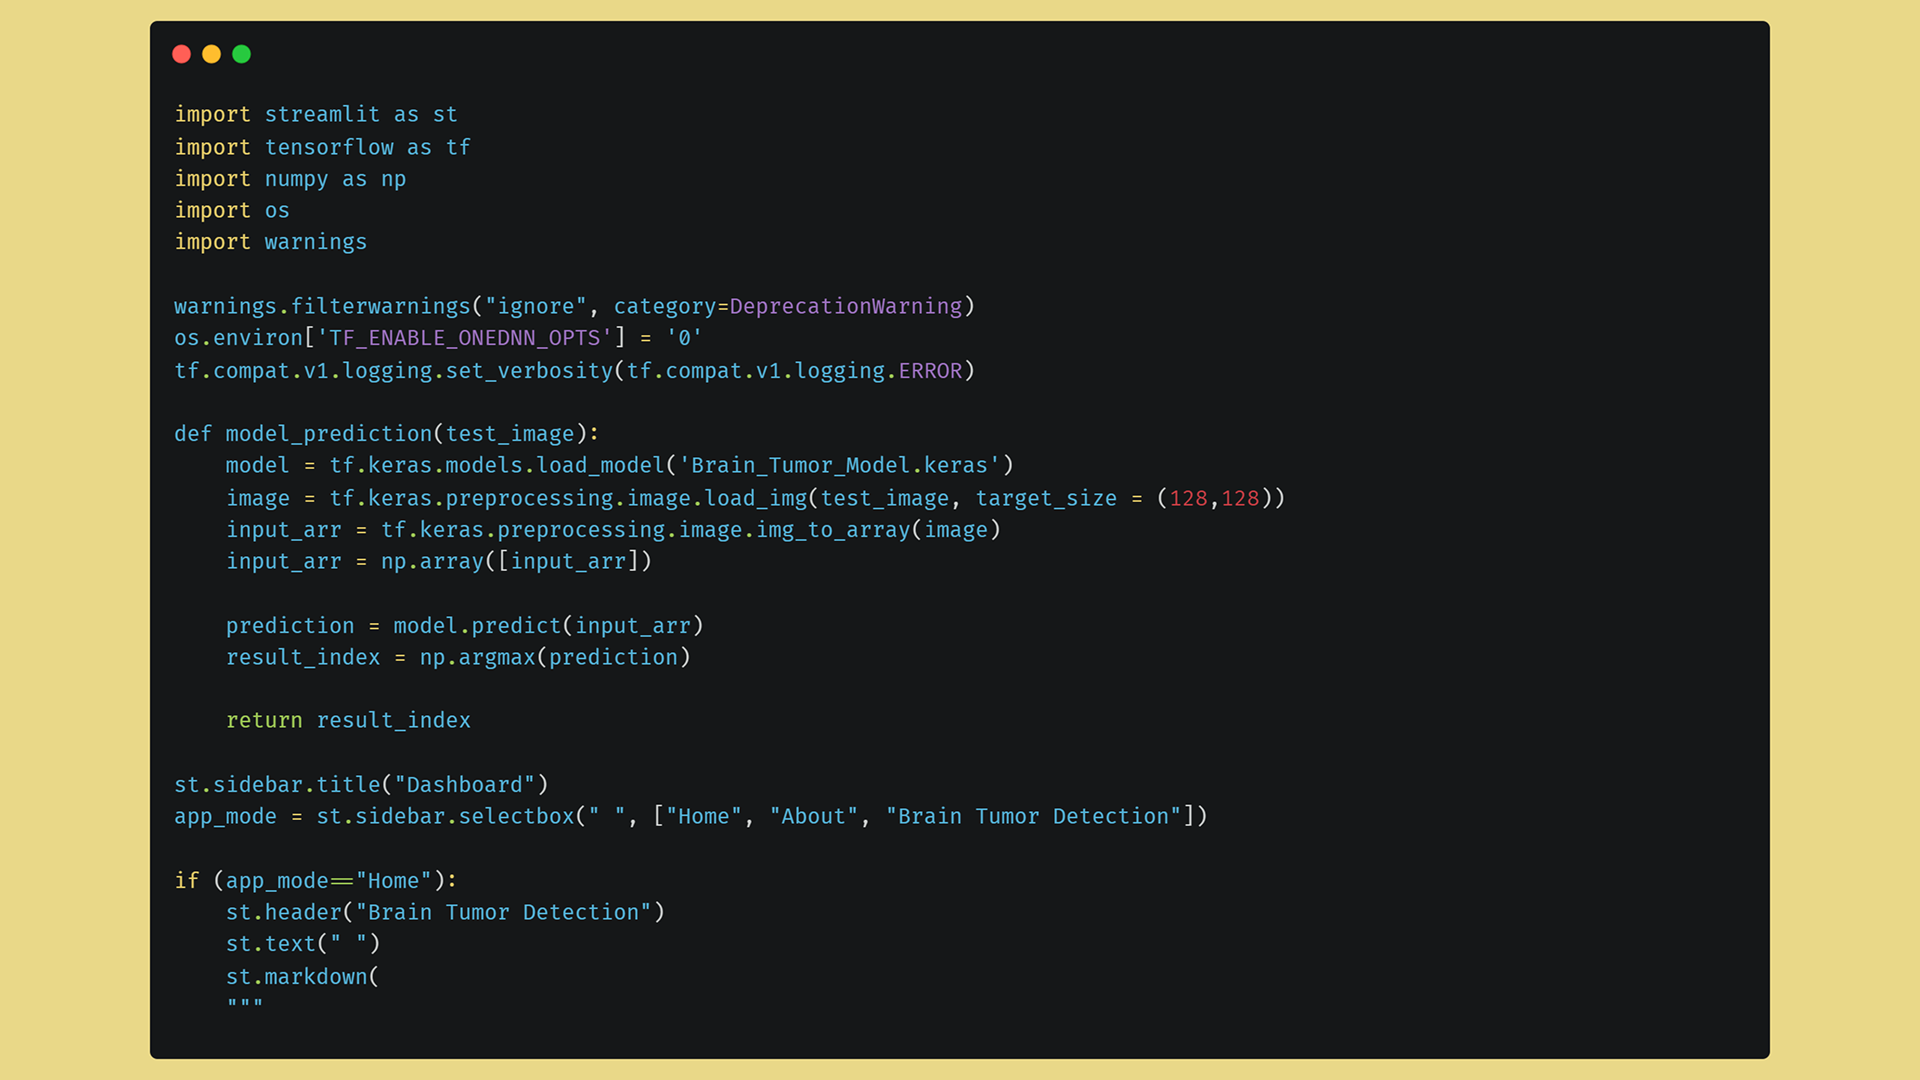 import streamlit as st
import tensorflow as tf
import numpy as np
import os
import warnings

warnings.filterwarnings("ignore", category=DeprecationWarning)
os.environ['TF_ENABLE_ONEDNN_OPTS'] = '0'
tf.compat.v1.logging.set_verbosity(tf.compat.v1.logging.ERROR)

def model_prediction(test_image):
    model = tf.keras.models.load_model('Brain_Tumor_Model.keras')
    image = tf.keras.preprocessing.image.load_img(test_image, target_size = (128,128))
    input_arr = tf.keras.preprocessing.image.img_to_array(image)
    input_arr = np.array([input_arr])

    prediction = model.predict(input_arr)
    result_index = np.argmax(prediction)

    return result_index

st.sidebar.title("Dashboard")
app_mode = st.sidebar.selectbox(" ", ["Home", "About", "Brain Tumor Detection"])

if (app_mode=="Home"):
    st.header("Brain Tumor Detection")
    st.text(" ")
    st.markdown(
    """